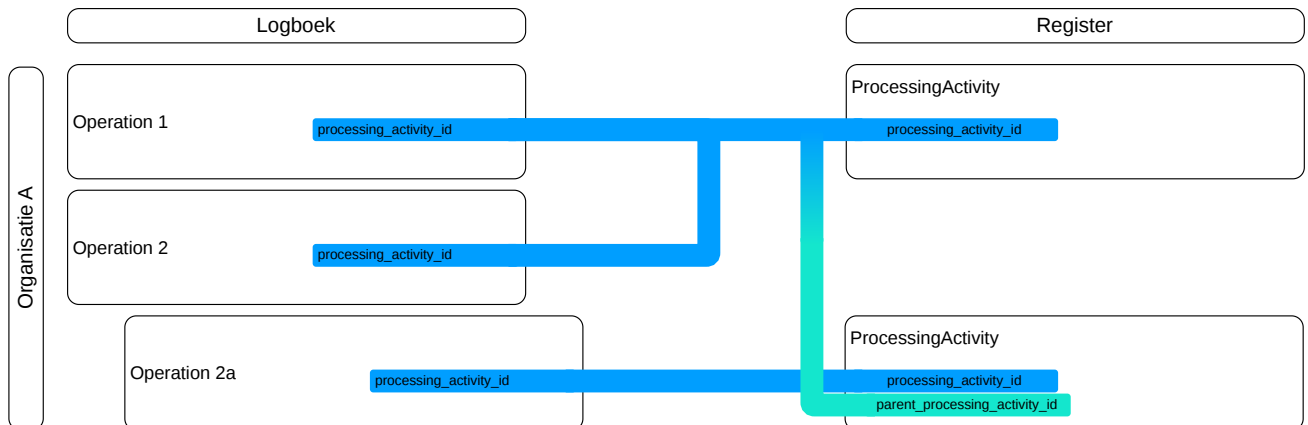 Logboek
Register
Organisatie A
Operation 1
processing_activity_id
ProcessingActivity
processing_activity_id
Operation 2
processing_activity_id
Operation 2a
processing_activity_id
ProcessingActivity
processing_activity_id
parent_processing_activity_id